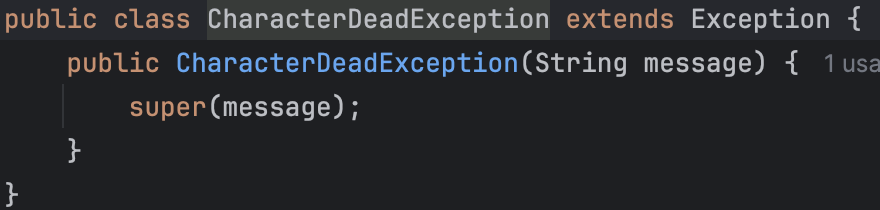 public class CharacterDeadException extends Exception {
    public CharacterDeadException(String message) {  1 usa
        super(message);
    }
}